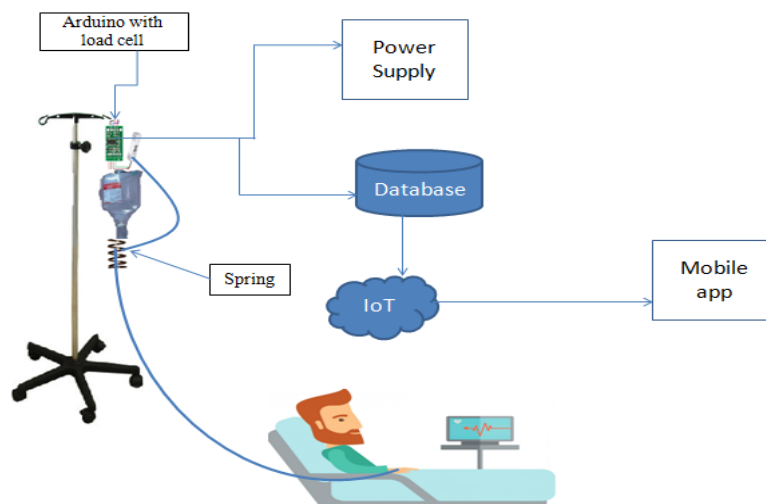 Arduino with
load cell
Power
Supply
Database
Spring
IoT
Mobile
app